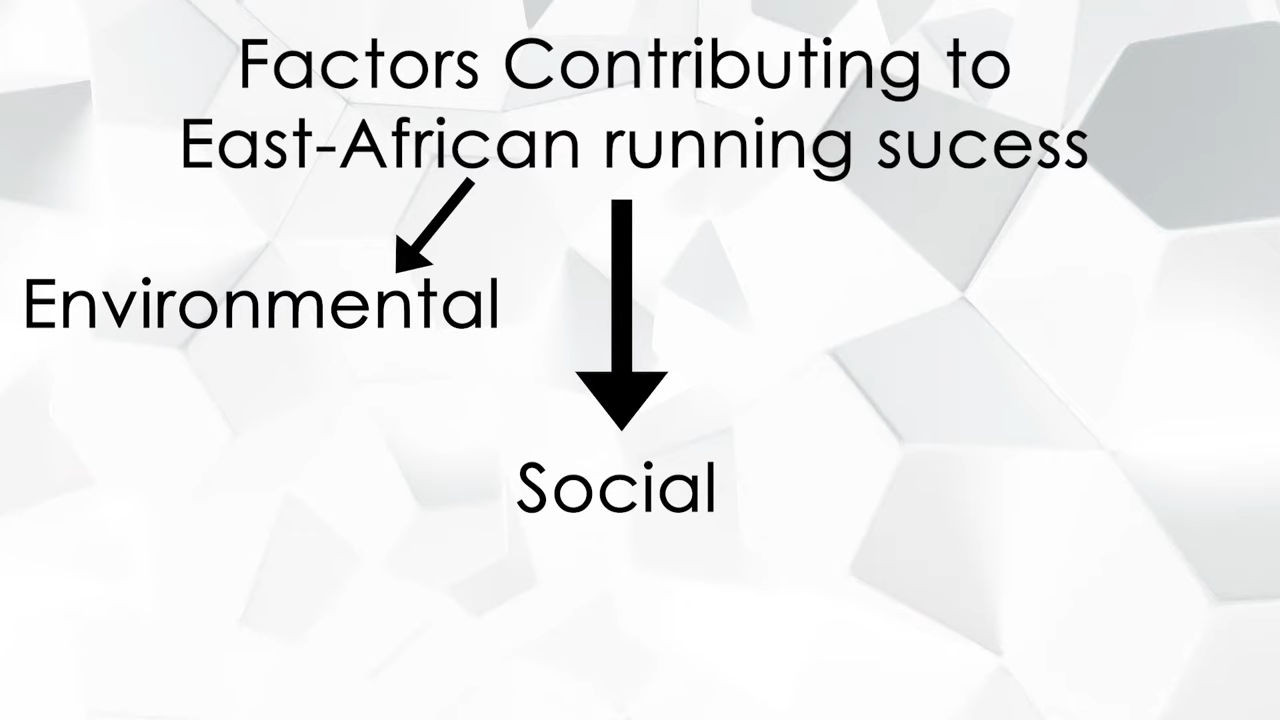 Factors Contributing to
East-African running sucess
Environmental
Social